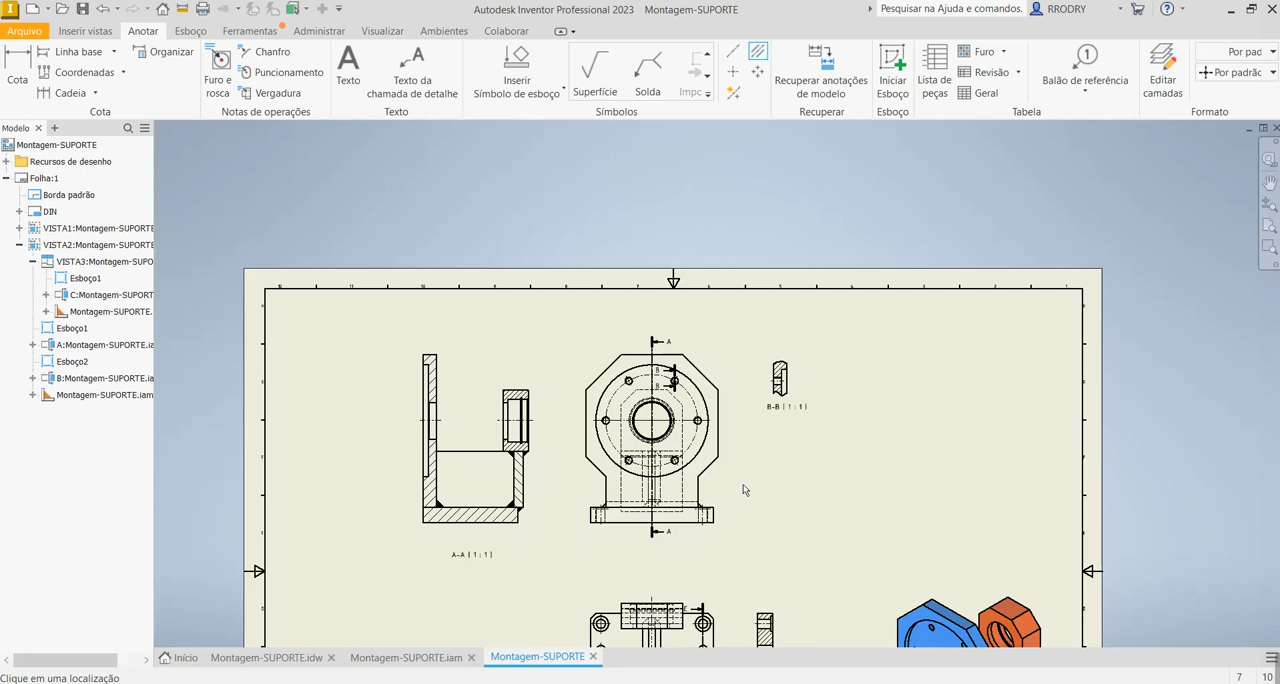 Autodesk Inventor Professional 2023 Montagem-SUPORTE
Pesquisar na Ajuda e comandos.
RRODRY
Arquivo Inserir vistas Anotar Esboço Ferramentas Administrar Visualizar Ambientes Colaborar
Cota
Linha base
Coordenadas
Cadeia
Organizar
Cota
Furo e
rosca
Chanfro
Puncionamento
Vergadura
Notas de operações
Texto
Texto da
chamada de detalhe
Texto
Inserir
Símbolo de esboço
Superfície
Solda
Impc
Símbolos
Recuperar anotações
de modelo
Recuperar
Iniciar
Esboço
Esboço
Lista de
peças
Furo
Revisão
Geral
Balão de referência
Tabela
Editar
camadas
Por pad
Por padrãc
Formato
Modelo
Montagem-SUPORTE
Recursos de desenho
Folha:1
Borda padrão
DIN
VISTA1:Montagem-SUPORTE
VISTA2:Montagem-SUPORTE
VISTA3:Montagem-SUPO
Esboço1
C:Montagem-SUPORT
Montagem-SUPORTE.
Esboço1
A:Montagem-SUPORTE.iam
Esboço2
B:Montagem-SUPORTE.ia
Montagem-SUPORTE.iam
A
B
B
A
A-A ( 1 : 1 )
B-B ( 1 : 1 )
C
Início Montagem-SUPORTE.idw Montagem-SUPORTE.iam Montagem-SUPORTE
Clique em uma localização
7 10